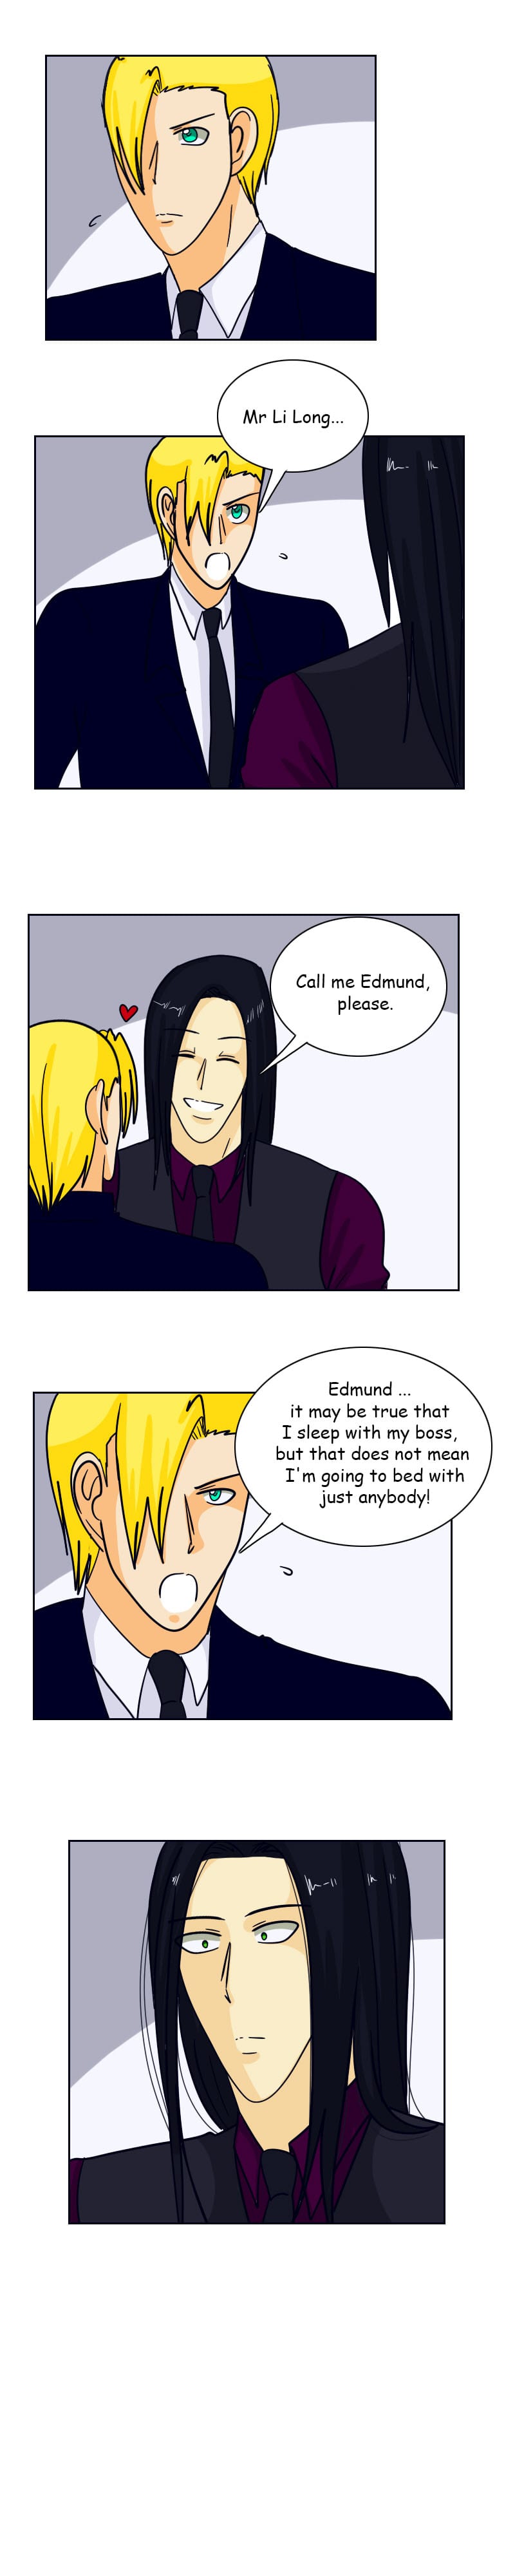 Mr Li Long...
Call me Edmund,
please.
Edmund ...
it may be true that
I sleep with my boss,
but that does not mean
I'm going to bed with
just anybody!